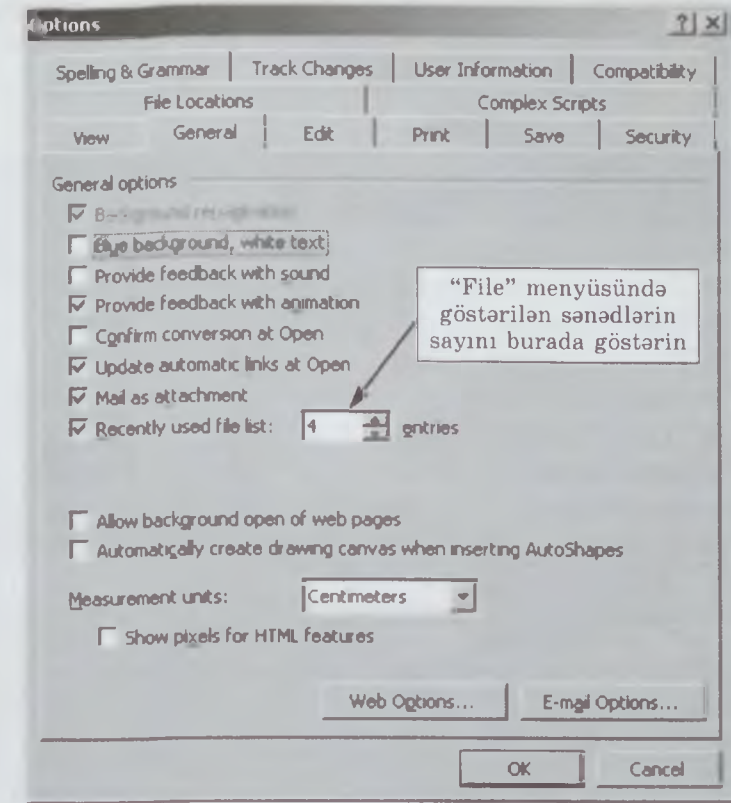 Options
Spelling & Grammar Track Changes User Information Compatibility
File Locations Complex Scripts
View General Edit Print Save Security
General options
Background repagination
Blue background, white text
Provide feedback with sound
Provide feedback with animation
Confirm conversion at Open
Update automatic links at Open
Mail as attachment
Recently used file list: 4 entries
“File” menyüsündə
göstərilən sənədlərin
sayını burada göstərin
Allow background open of web pages
Automatically create drawing canvas when inserting AutoShapes
Measurement units: Centimeters
Show pixels for HTML features
Web Options... E-mail Options...
OK Cancel